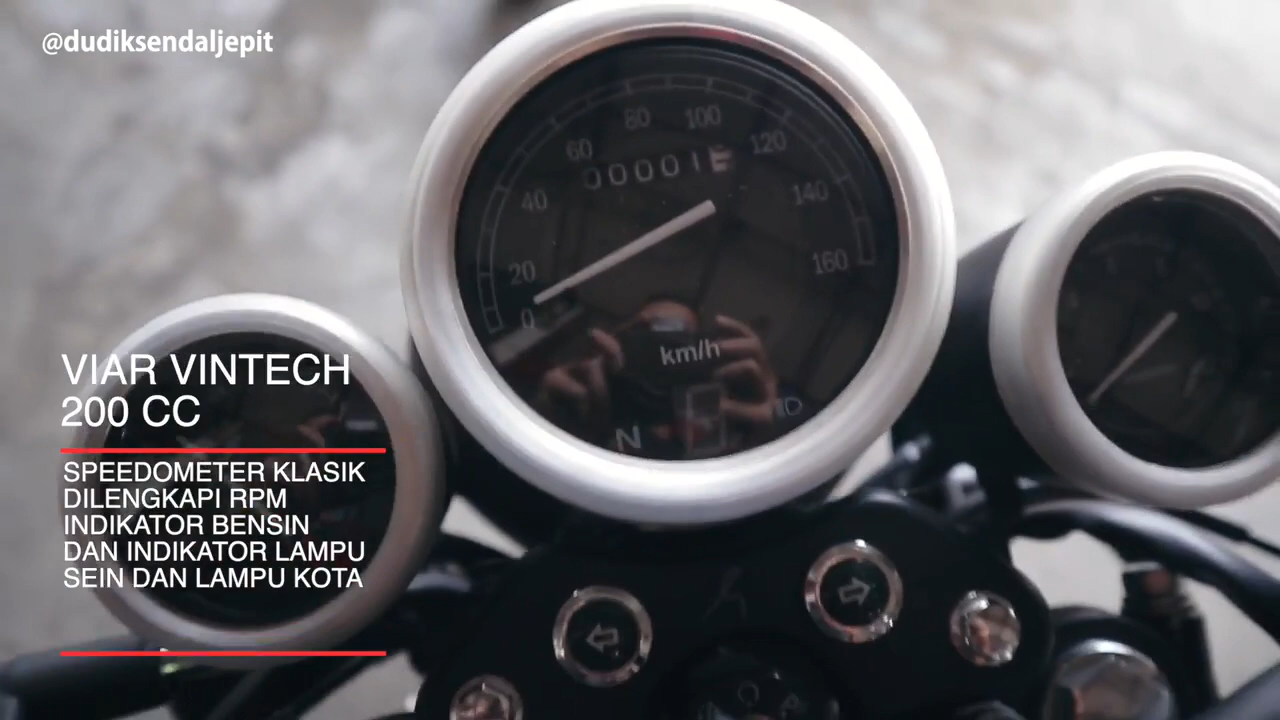 @dudiksendaljepit
80
100
60
120
00001
40
140
20
160
0
km/h
N
VIAR VINTECH
200 CC
SPEEDOMETER KLASIK
DILENGKAPI RPM
INDIKATOR BENSIN
DAN INDIKATOR LAMPU
SEIN DAN LAMPU KOTA